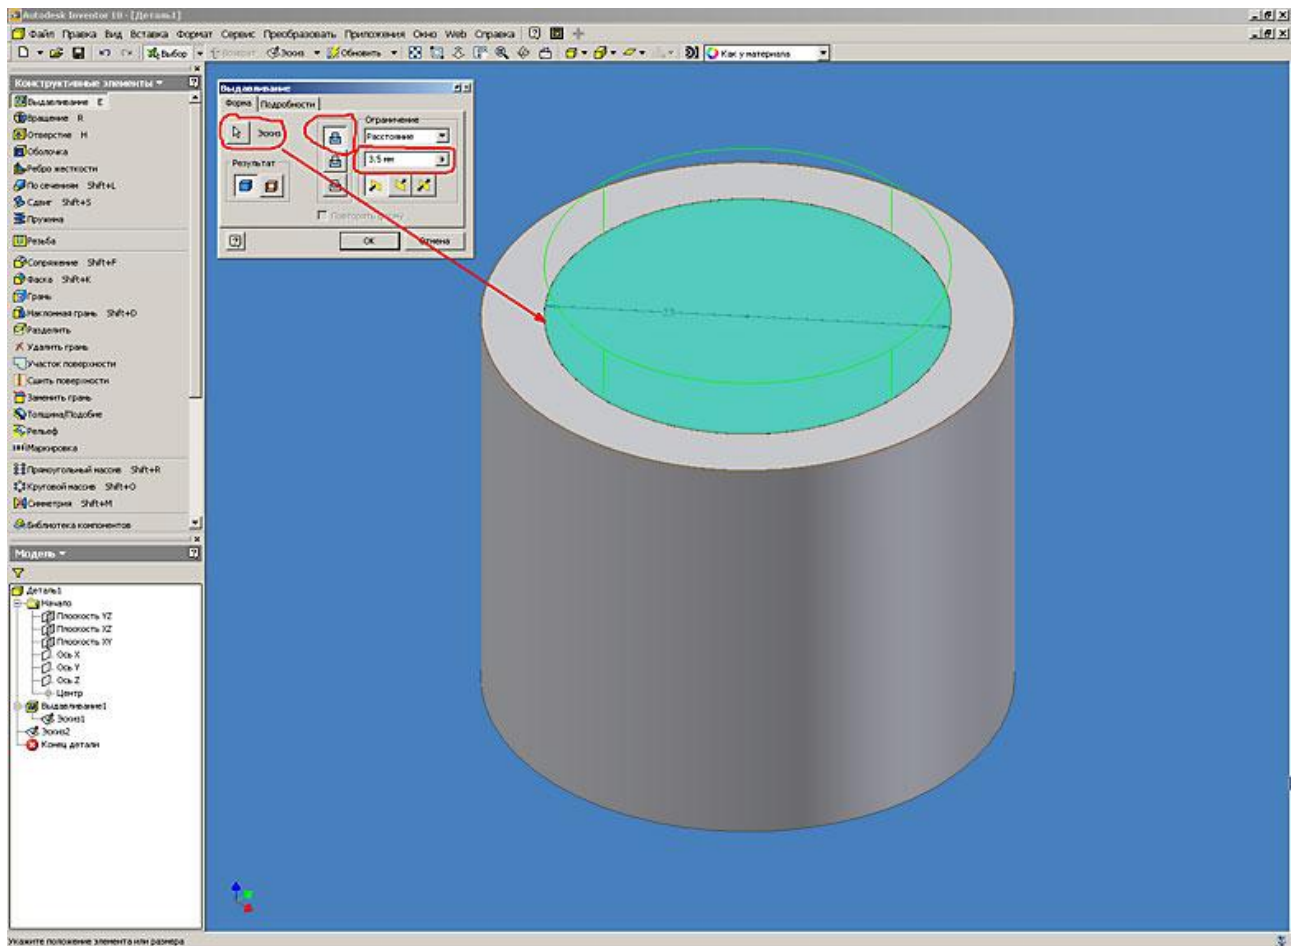 Autodesk Inventor 10 - [Деталь1]
Файл Правка Вид Вставка Формат Сервис Преобразовать Приложения Окно Web Справка
Выбор Возврат Эскиз Обновить Как у материала
Конструктивные элементы
Выдавливание E
Вращение R
Отверстие H
Оболочка
Ребро жесткости
По сечениям Shift+L
Сдвиг Shift+S
Пружина
Резьба
Сопряжение Shift+F
Фаска Shift+K
Грань
Наклонная грань Shift+D
Разделить
Удалить грань
Участок поверхности
Сшить поверхности
Заменить грань
Толщина/Подобие
Рельеф
Маркировка
Прямоугольный массив Shift+R
Круговой массив Shift+O
Симметрия Shift+M
Библиотека компонентов
Выдавливание
Форма Подробности
Эскиз
Ограничение
Расстояние
3,5 мм
Результат
Повторять форму
ОК Отмена
Модель
Деталь1
Начало
Плоскость YZ
Плоскость XZ
Плоскость XY
Ось X
Ось Y
Ось Z
Центр
Выдавливание1
Эскиз1
Эскиз2
Конец детали
Укажите положение элемента или размера